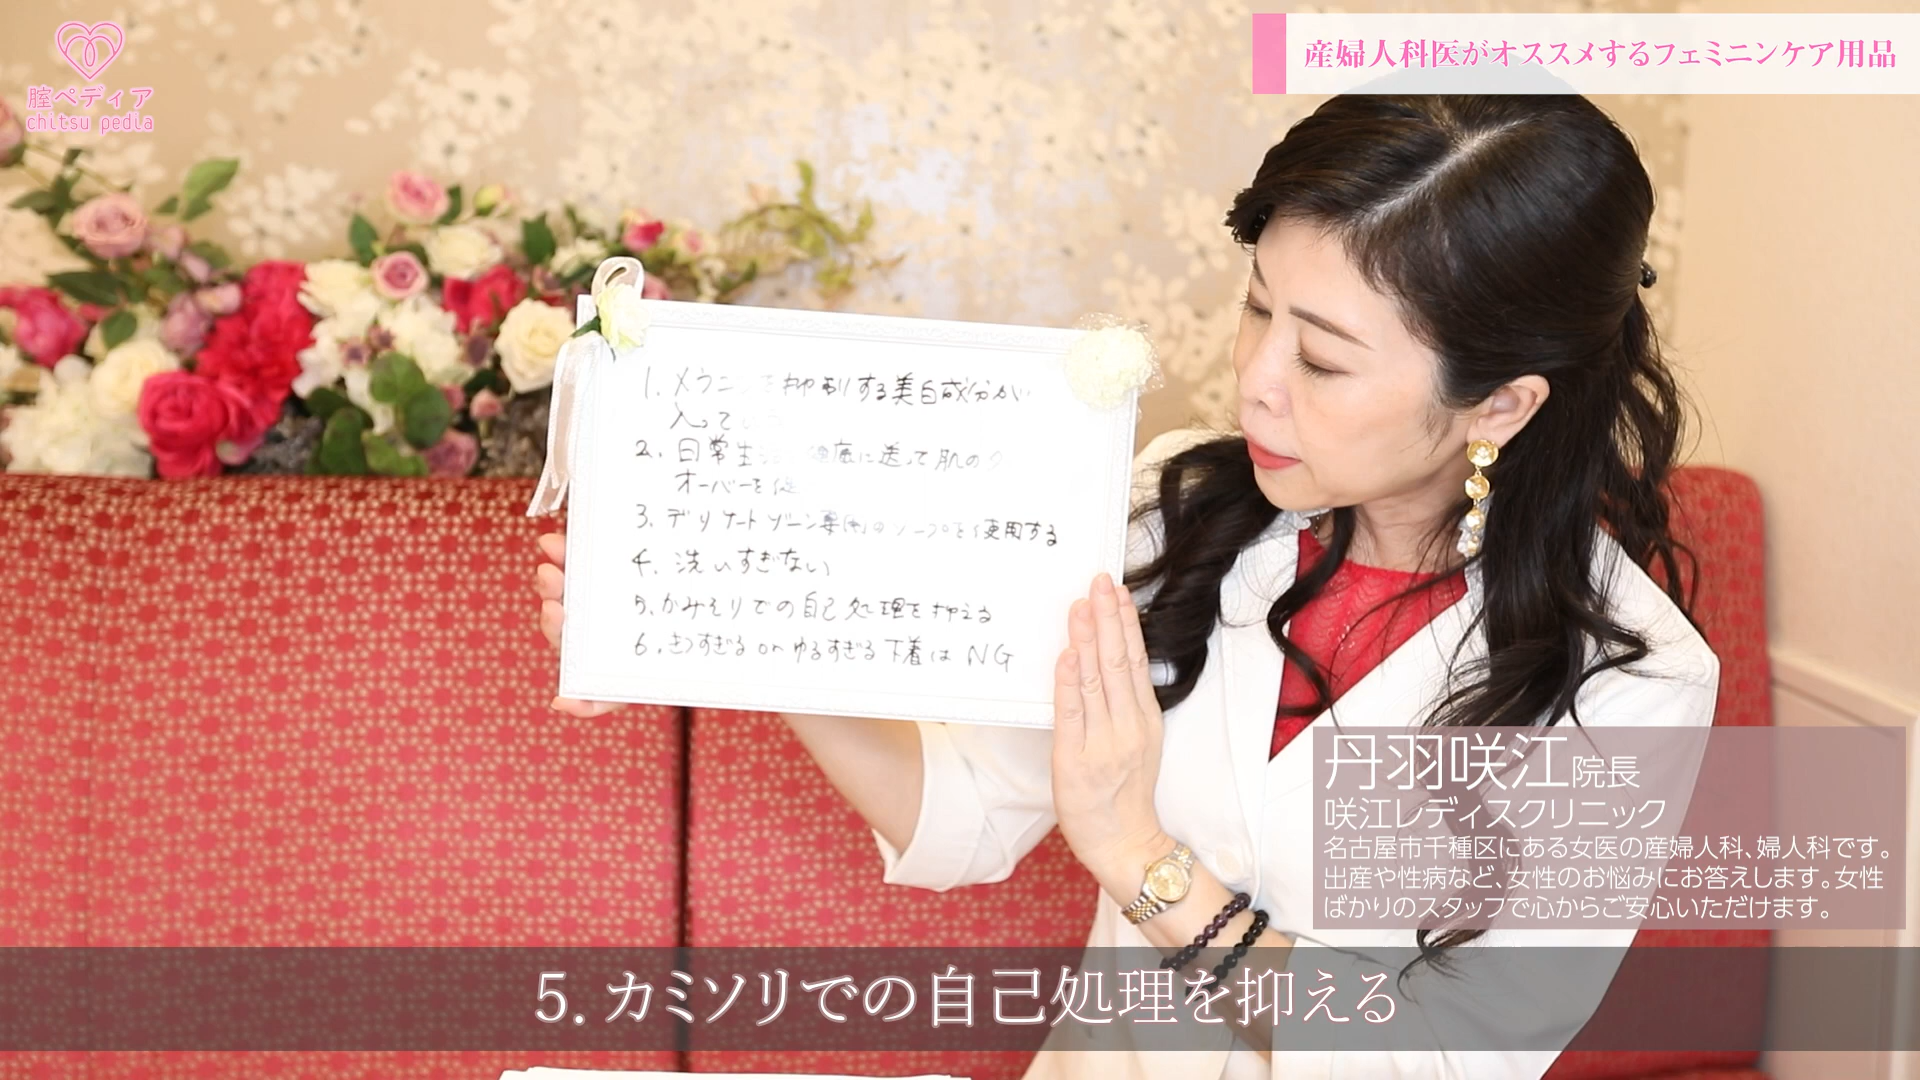 膣ペディア
chitsu pedia
産婦人科医がオススメするフェミニンケア用品
1. メラニンを抑制する美白成分が
入って
2. 日常生活 に送って肌の
オーバーを促
3. デリケートゾーン専用のソープを使用する
4. 洗いすぎない
5. かみそりでの自己処理を抑える
6. きつすぎる or ゆるすぎる下着は NG
丹羽咲江院長
咲江レディスクリニック
名古屋市千種区にある女医の産婦人科、婦人科です。
出産や性病など、女性のお悩みにお答えします。女性
ばかりのスタッフで心からご安心いただけます。
5. カミソリでの自己処理を抑える